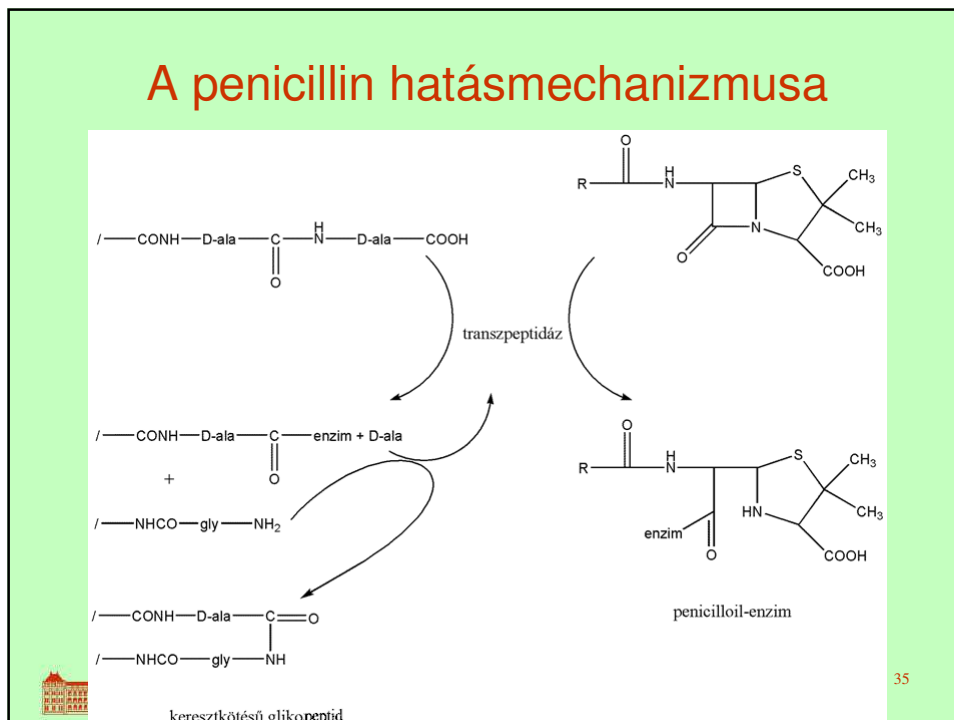 A penicillin hatásmechanizmusa
/ CONH D-ala C H N D-ala COOH
O
O
R H N S CH3
CH3
N
O
COOH
transzpeptidáz
/ CONH D-ala C enzim + D-ala
O
+
/ NHCO gly NH2
O
R H N S CH3
CH3
HN
enzim
O
COOH
penicilloil-enzim
/ CONH D-ala C O
/ NHCO gly NH
keresztkötésű glikopeptid
35